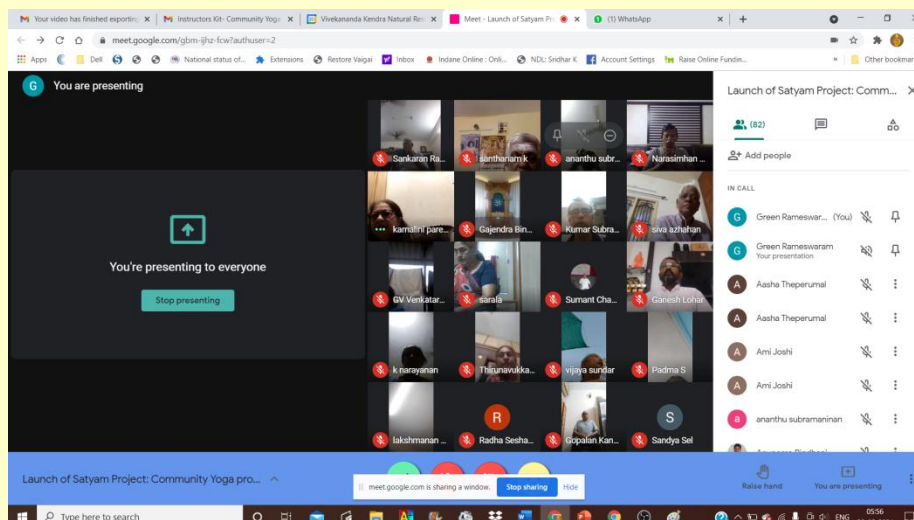 Your video has finished exporting
Instructors Kit- Community Yoga
Vivekananda Kendra Natural Res
Meet - Launch of Satyam Pr
(1) WhatsApp
meet.google.com/gbm-ijhz-fcw?authuser=2
Apps
Dell
National status of...
Extensions
Restore Vaigai
Inbox
Indane Online : Onli...
NDL: Sridhar K
Account Settings
Raise Online Fundin...
Other bookmar
G You are presenting
You're presenting to everyone
Stop presenting
Sankaran Ra...
santhanam k
ananthu subr...
Narasimhan ...
kamalini pare...
Gajendra Bin...
Kumar Subra...
siva azhahan
GV Venkatar...
sarala
Sumant Cha...
Ganesh Lohar
k narayanan
Thirunavukka...
vijaya sundar
Padma S
R
S
lakshmanan ...
Radha Sesha...
Gopalan Kan...
Sandya Sel
Launch of Satyam Project: Comm...
(82)
Add people
IN CALL
G Green Rameswar... (You)
G Green Rameswaram
Your presentation
A Aasha Theperumal
A Aasha Theperumal
A Ami Joshi
A Ami Joshi
a ananthu subramaninan
Launch of Satyam Project: Community Yoga pro...
meet.google.com is sharing a window.
Stop sharing
Hide
Raise hand
You are presenting
Type here to search
ENG
05:56